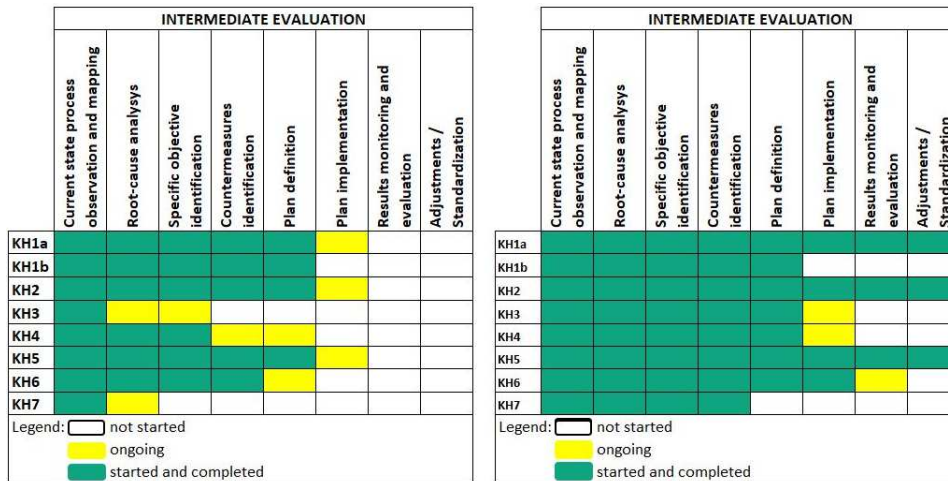 INTERMEDIATE EVALUATION
Current state process
observation and mapping
Root-cause analysys
Specific objective
identification
Countermeasures
identification
Plan definition
Plan implementation
Results monitoring and
evaluation
Adjustments /
Standardization
KH1a
KH1b
KH2
KH3
KH4
KH5
KH6
KH7
Legend: not started
ongoing
started and completed
INTERMEDIATE EVALUATION
Current state process
observation and mapping
Root-cause analysys
Specific objective
identification
Countermeasures
identification
Plan definition
Plan implementation
Results monitoring and
evaluation
Adjustments /
Standardization
KH1a
KH1b
KH2
KH3
KH4
KH5
KH6
KH7
Legend: not started
ongoing
started and completed